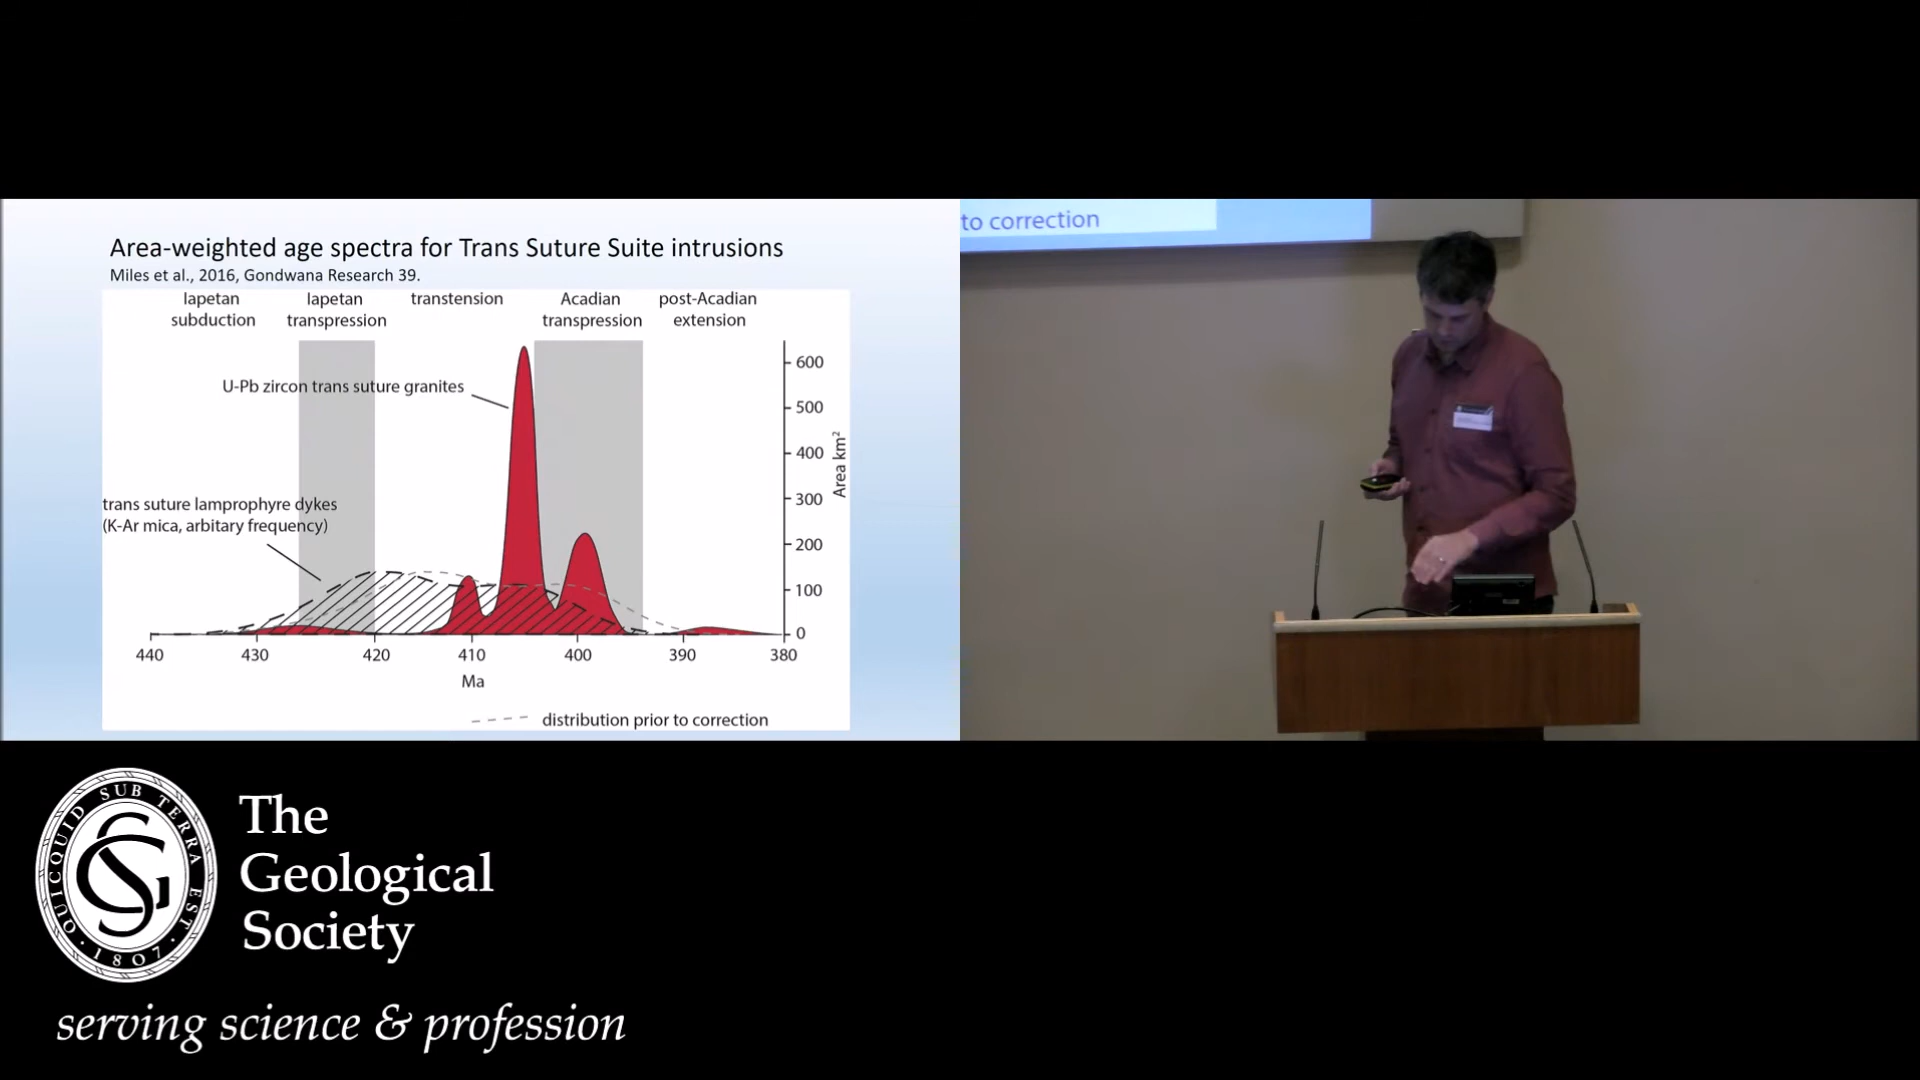 Area-weighted age spectra for Trans Suture Suite intrusions
Miles et al., 2016, Gondwana Research 39.
Iapetan
subduction
Iapetan
transpression
transtension
Acadian
transpression
post-Acadian
extension
U-Pb zircon trans suture granites
trans suture lamprophyre dykes
(K-Ar mica, arbitary frequency)
600
500
400
300
200
100
0
Area km²
440 430 420 410 400 390 380
Ma
distribution prior to correction
to correction
QUICQUID SUB TERRA EST
1807
GS
The
Geological
Society
serving science & profession